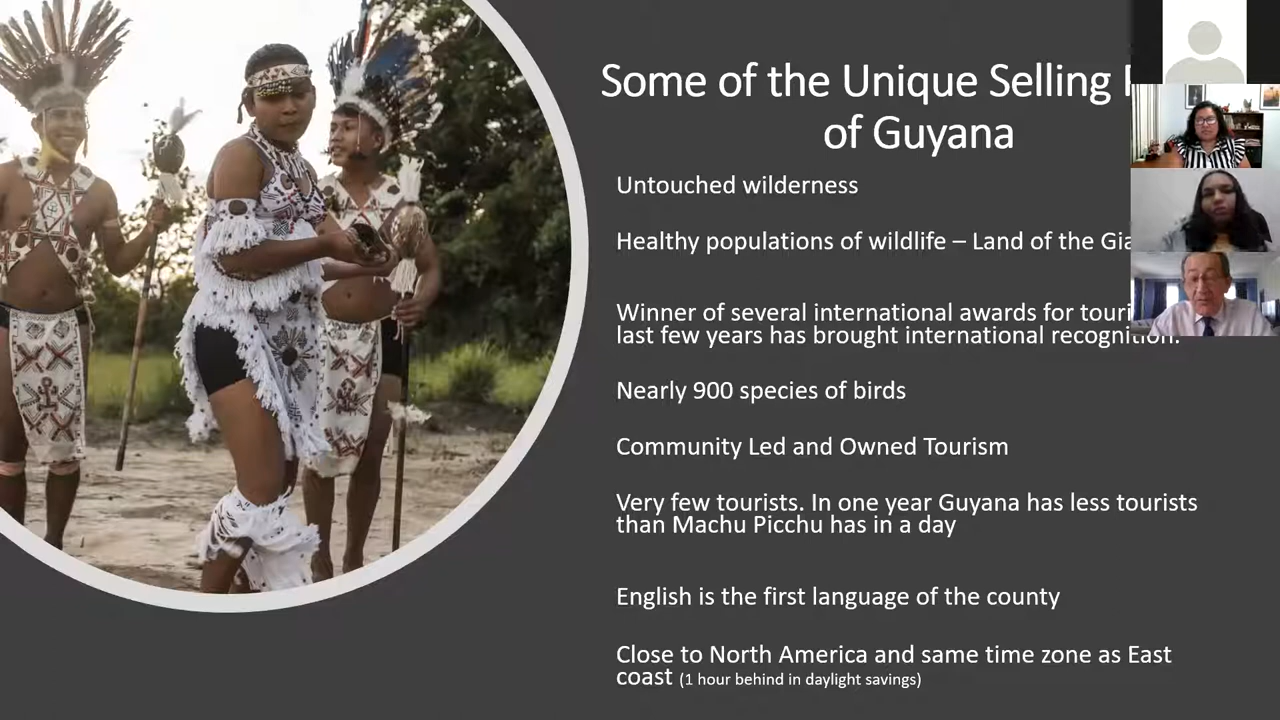 Some of the Unique Selling
of Guyana
Untouched wilderness
Healthy populations of wildlife – Land of the
Winner of several international awards for
last few years has brought international recognition.
Nearly 900 species of birds
Community Led and Owned Tourism
Very few tourists. In one year Guyana has less tourists
than Machu Picchu has in a day
English is the first language of the county
Close to North America and same time zone as East
coast (1 hour behind in daylight savings)